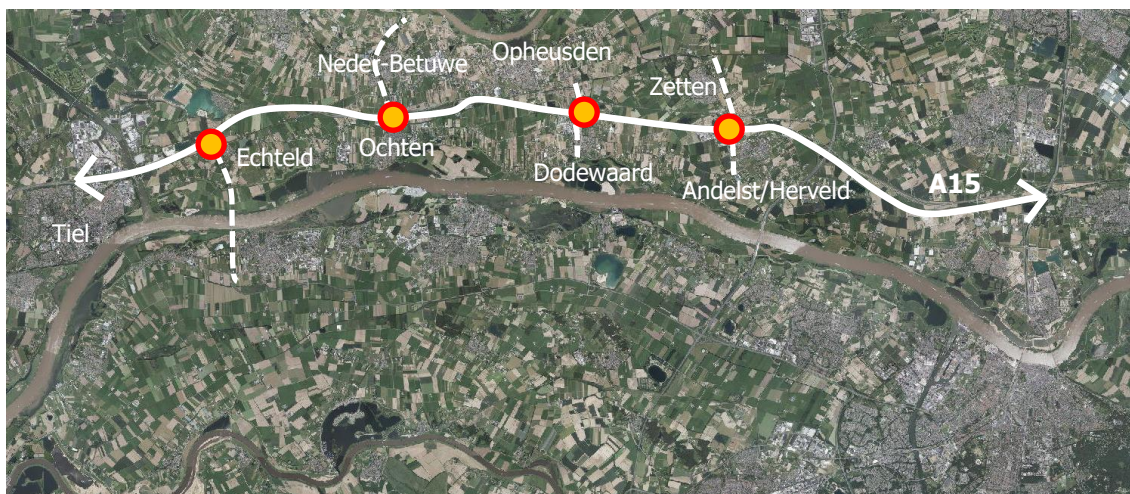 Opheusden
Neder-Betuwe
Zetten
Ochten
Echteld
Dodewaard
Andelst/Herveld
A15
Tiel